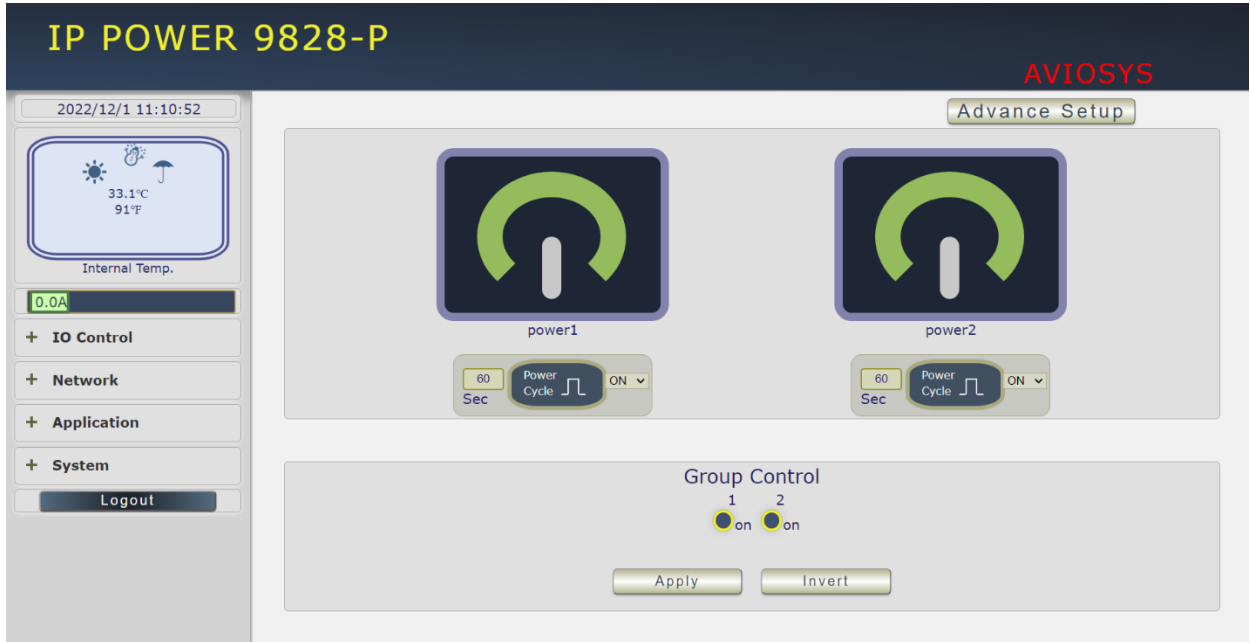 IP POWER 9828-P
AVIOSYS
2022/12/1 11:10:52
Advance Setup
33.1°C
91°F
Internal Temp.
0.0A
+ IO Control
+ Network
+ Application
+ System
Logout
power1
power2
60
Sec
Power
Cycle
ON
60
Sec
Power
Cycle
ON
Group Control
1 2
on on
Apply Invert